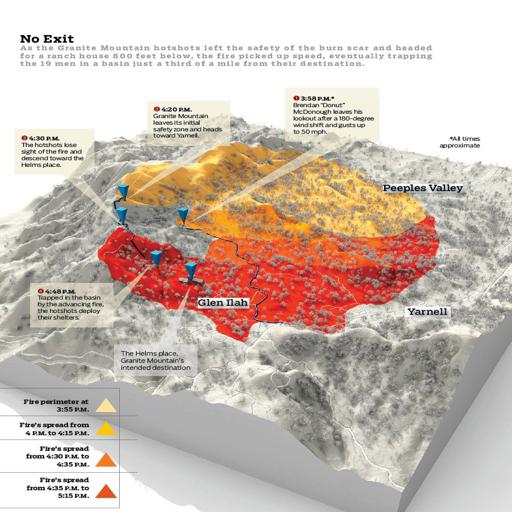 No Exit
As the Granite Mountain hotshots left the safety of the burn scar and headed
for a ranch house 800 feet below, the fire picked up speed, eventually trapping
the 19 men in a basin just a third of a mile from their destination.
1 3:58 P.M.*
Brendan "Donut"
McDonough leaves his
lookout after a 180-degree
wind shift and gusts up
to 50 mph.
2 4:20 P.M.
Granite Mountain
leaves its initial
safety zone and heads
toward Yarnell.
3 4:30 P.M.
The hotshots lose
sight of the fire and
descend toward the
Helms place.
*All times
approximate
Peeples Valley
4 4:48 P.M.
Trapped in the basin
by the advancing fire,
the hotshots deploy
their shelters.
Glen Ilah
Yarnell
The Helms place,
Granite Mountain's
intended destination
Fire perimeter at
3:55 P.M.
Fire's spread from
4 P.M. to 4:15 P.M.
Fire's spread
from 4:30 P.M. to
4:35 P.M.
Fire's spread
from 4:35 P.M. to
5:15 P.M.